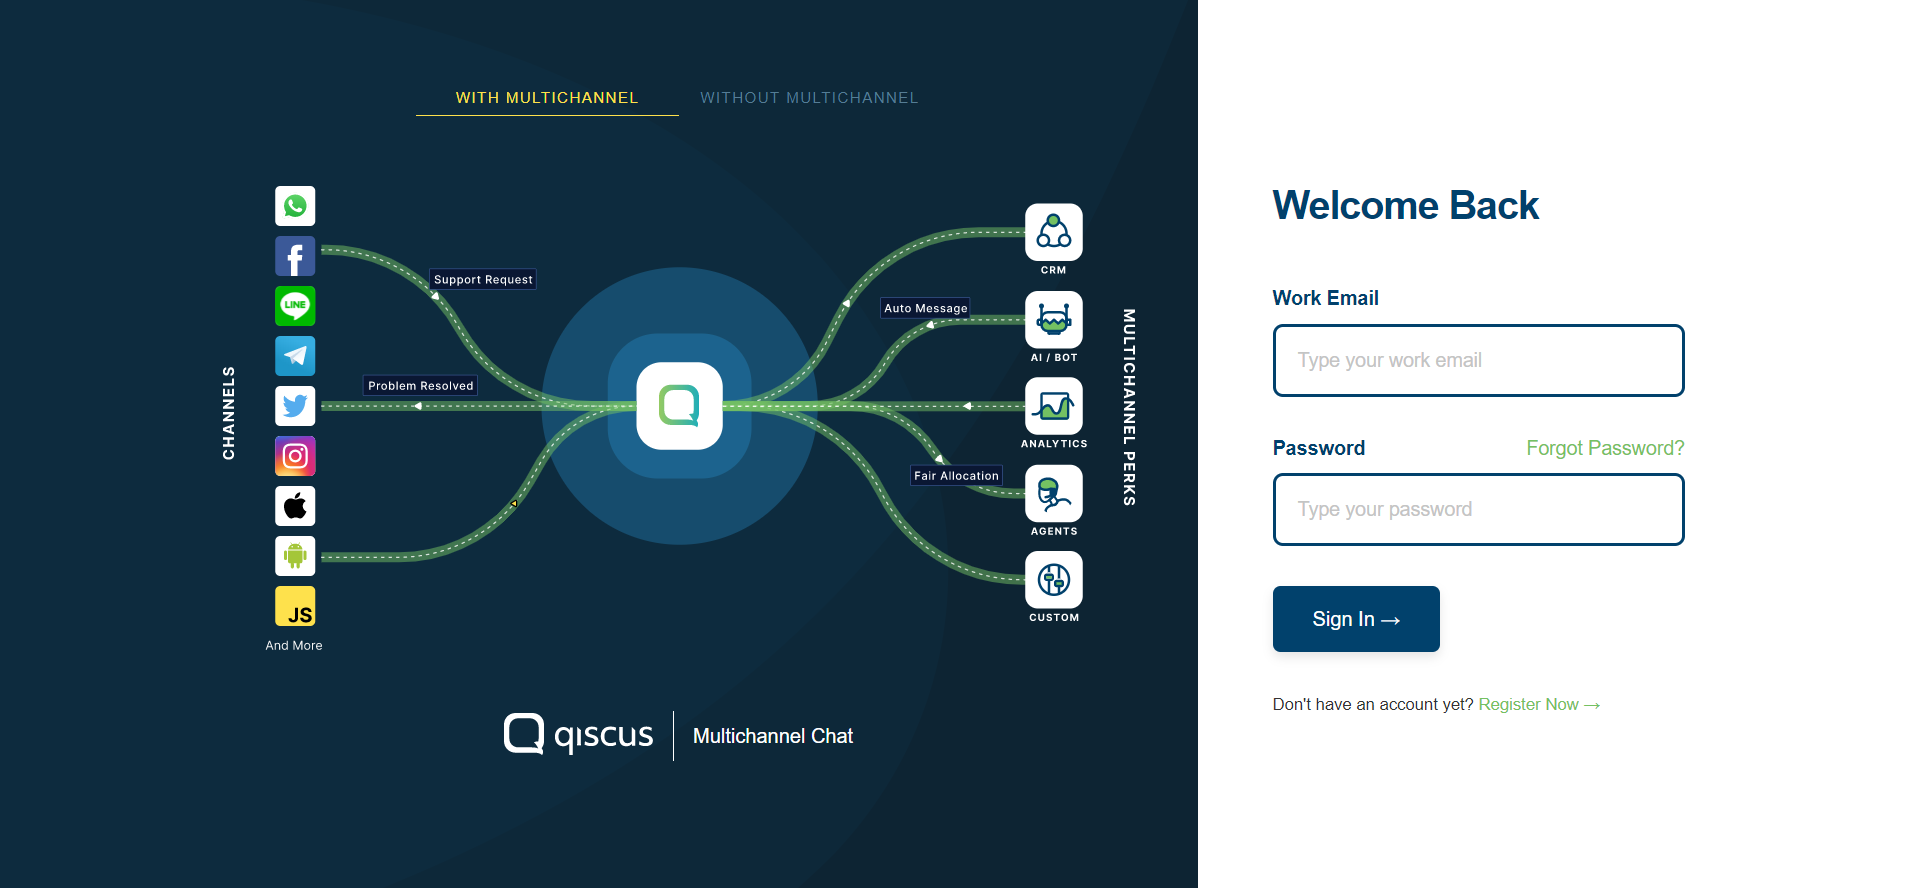 WITH MULTICHANNEL
WITHOUT MULTICHANNEL
CHANNELS
LINE
JS
And More
Support Request
Problem Resolved
Auto Message
Fair Allocation
CRM
AI / BOT
ANALYTICS
AGENTS
CUSTOM
MULTICHANNEL PERKS
qiscus
Multichannel Chat
Welcome Back
Work Email
Type your work email
Password
Forgot Password?
Type your password
Sign In →
Don't have an account yet? Register Now →